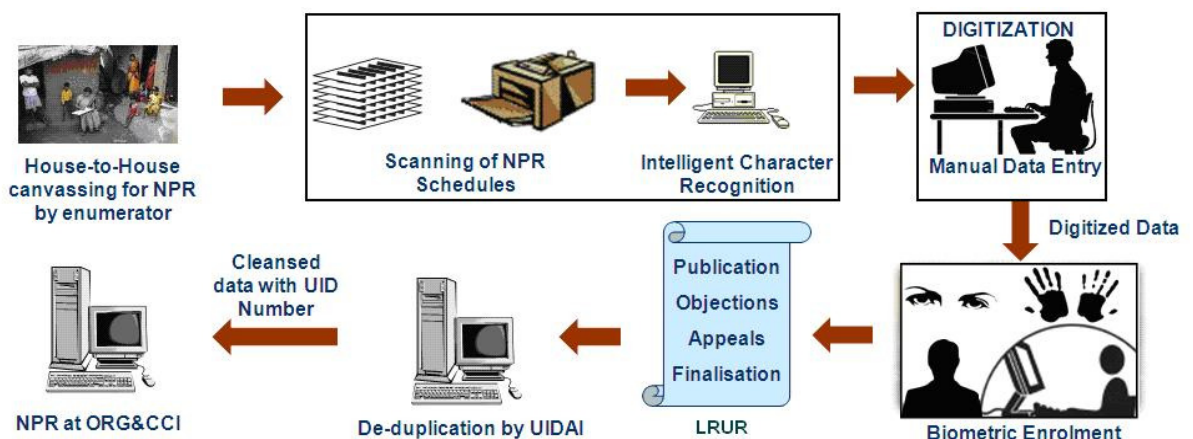 House-to-House
canvassing for NPR
by enumerator
Scanning of NPR
Schedules
Intelligent Character
Recognition
DIGITIZATION
Manual Data Entry
Digitized Data
Biometric Enrolment
Publication
Objections
Appeals
Finalisation
LRUR
De-duplication by UIDAI
Cleansed
data with UID
Number
NPR at ORG&CCI